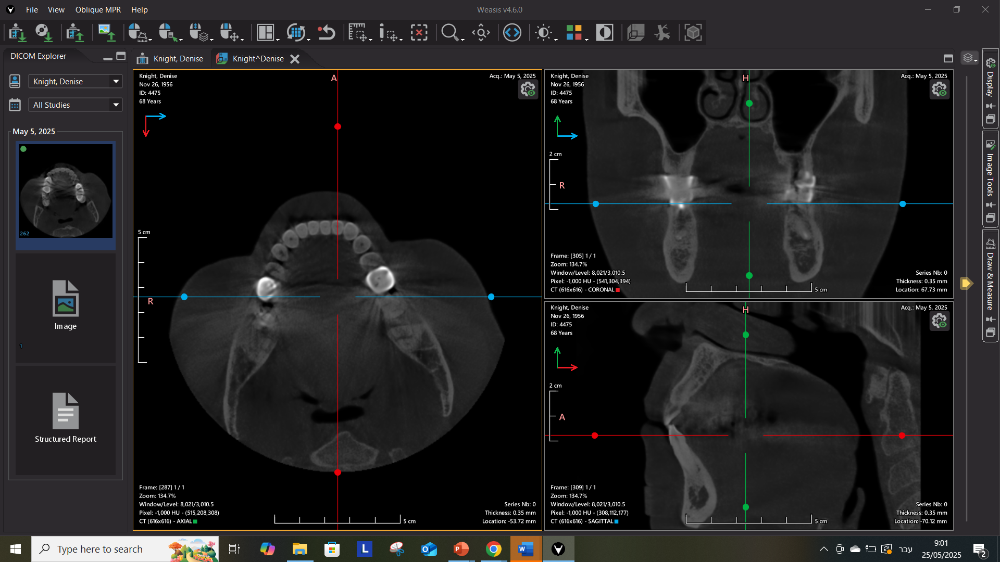 File View Oblique MPR Help
Weasis v4.6.0
DICOM Explorer
Knight, Denise
Knight^Denise
Knight, Denise
All Studies
May 5, 2025
262
Image
1
Structured Report
Knight, Denise
Nov 26, 1956
ID: 4475
68 Years
A
Acq.: May 5, 2025
5 cm
R
Frame: [287] 1 / 1
Zoom: 134.7%
Window/Level: 8,021/3,010.5
Pixel: -1,000 HU - (515,208,308)
CT (616x616) - AXIAL
5 cm
Series Nb: 0
Thickness: 0.35 mm
Location: -53.72 mm
Knight, Denise
Nov 26, 1956
ID: 4475
68 Years
H
Acq.: May 5, 2025
2 cm
R
Frame: [305] 1 / 1
Zoom: 134.7%
Window/Level: 8,021/3,010.5
Pixel: -1,000 HU - (541,304,394)
CT (616x616) - CORONAL
5 cm
Series Nb: 0
Thickness: 0.35 mm
Location: 67.73 mm
Knight, Denise
Nov 26, 1956
ID: 4475
68 Years
H
Acq.: May 5, 2025
2 cm
A
Frame: [309] 1 / 1
Zoom: 134.7%
Window/Level: 8,021/3,010.5
Pixel: -1,000 HU - (308,112,177)
CT (616x616) - SAGITTAL
5 cm
Series Nb: 0
Thickness: 0.35 mm
Location: -70.12 mm
Display
Image Tools
Draw & Measure
Type here to search
L
עבר
9:01
25/05/2025
2